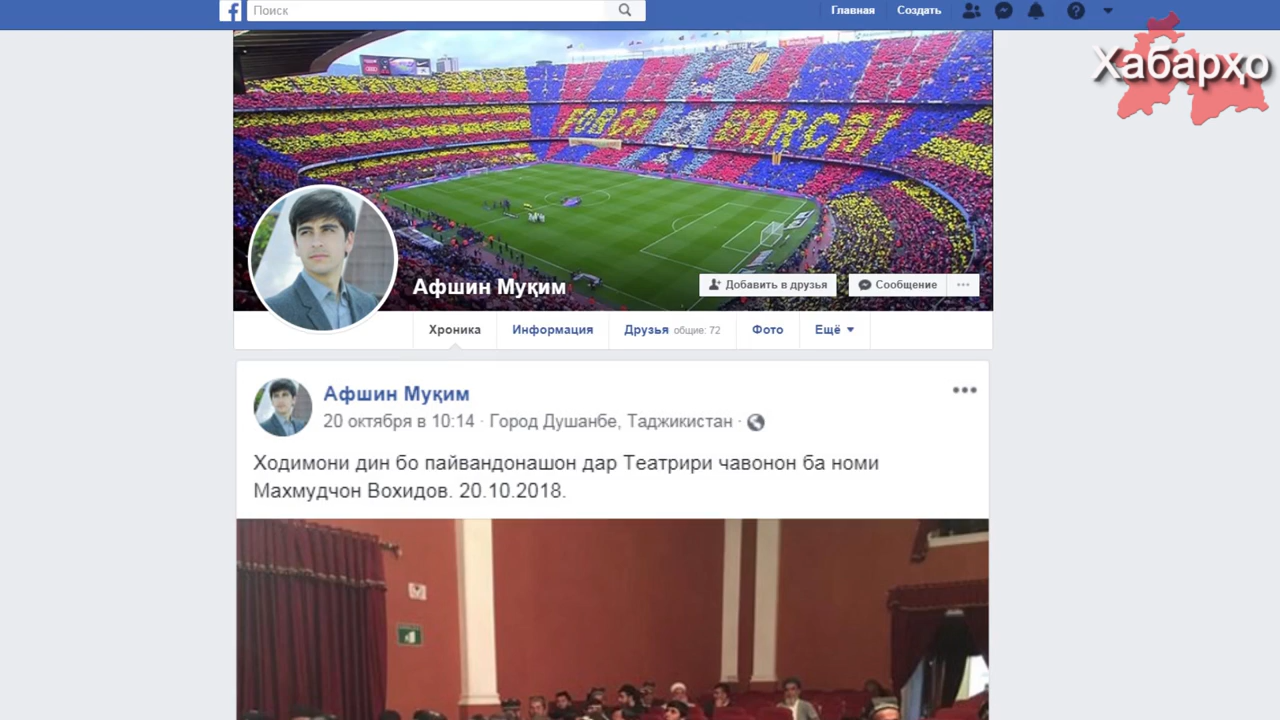 f
Поиск
Главная
Создать
Хабарҳо
FORÇA BARÇA!
Афшин Муқим
Добавить в друзья
Сообщение
Хроника
Информация
Друзья общие: 72
Фото
Ещё
Афшин Муқим
20 октября в 10:14 · Город Душанбе, Таджикистан ·
Ходимони дин бо пайвандонашон дар Театрири чавонон ба номи
Махмудчон Вохидов. 20.10.2018.